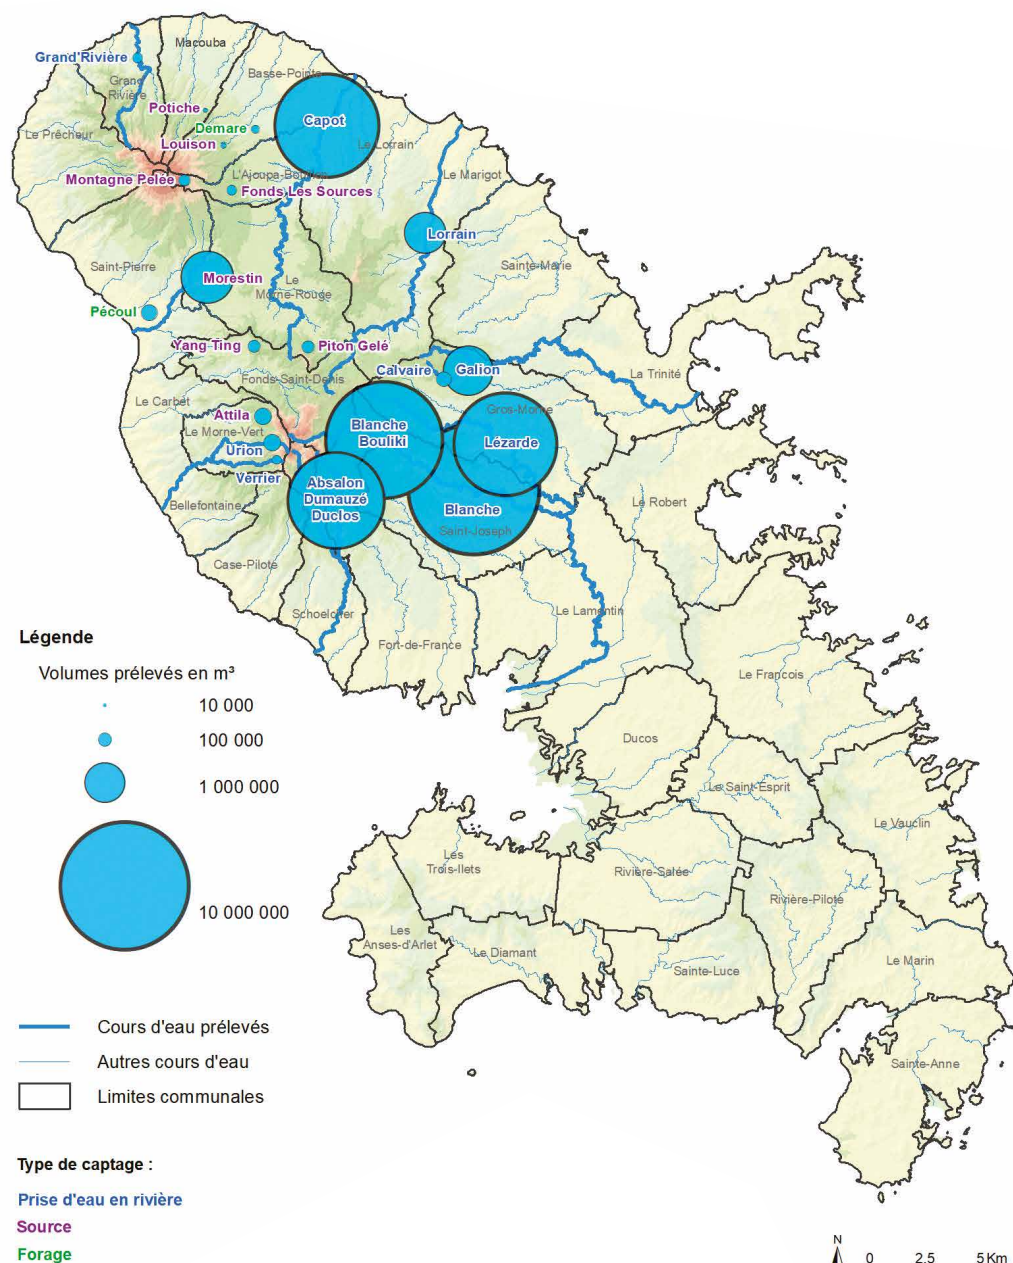 Macouba
Grand'Rivière
Basse-Pointe
Grand
Rivière
Potiche
Capot
Demare
Le Prêcheur
Louison
Le Lorrain
L'Ajoupa-Bouillon
Le Marigot
Montagne Pelée
Fonds Les Sources
Lorrain
Saint-Pierre
Sainte-Marie
Morestin
Le
Morne-Rouge
Pécoul
Yang Ting
Piton Gelé
Calvaire
Galion
La Trinité
Fonds-Saint-Denis
Le Carbet
Gros-Morne
Attila
Le Morne-Vert
Blanche
Bouliki
Lézarde
Urion
Verrier
Absalon
Dumauzé
Duclos
Le Robert
Bellefontaine
Blanche
Saint-Joseph
Case-Pilote
Schoelcher
Le Lamentin
Fort-de-France
Légende
Volumes prélevés en m³
10 000
100 000
1 000 000
10 000 000
Le François
Ducos
Le Saint-Esprit
Le Vauclin
Les
Trois-Ilets
Rivière-Salée
Rivière-Pilote
Les
Anses-d'Arlet
Le Diamant
Sainte-Luce
Le Marin
Sainte-Anne
Cours d'eau prélevés
Autres cours d'eau
Limites communales
Type de captage :
Prise d'eau en rivière
Source
Forage
N
0 2,5 5 Km